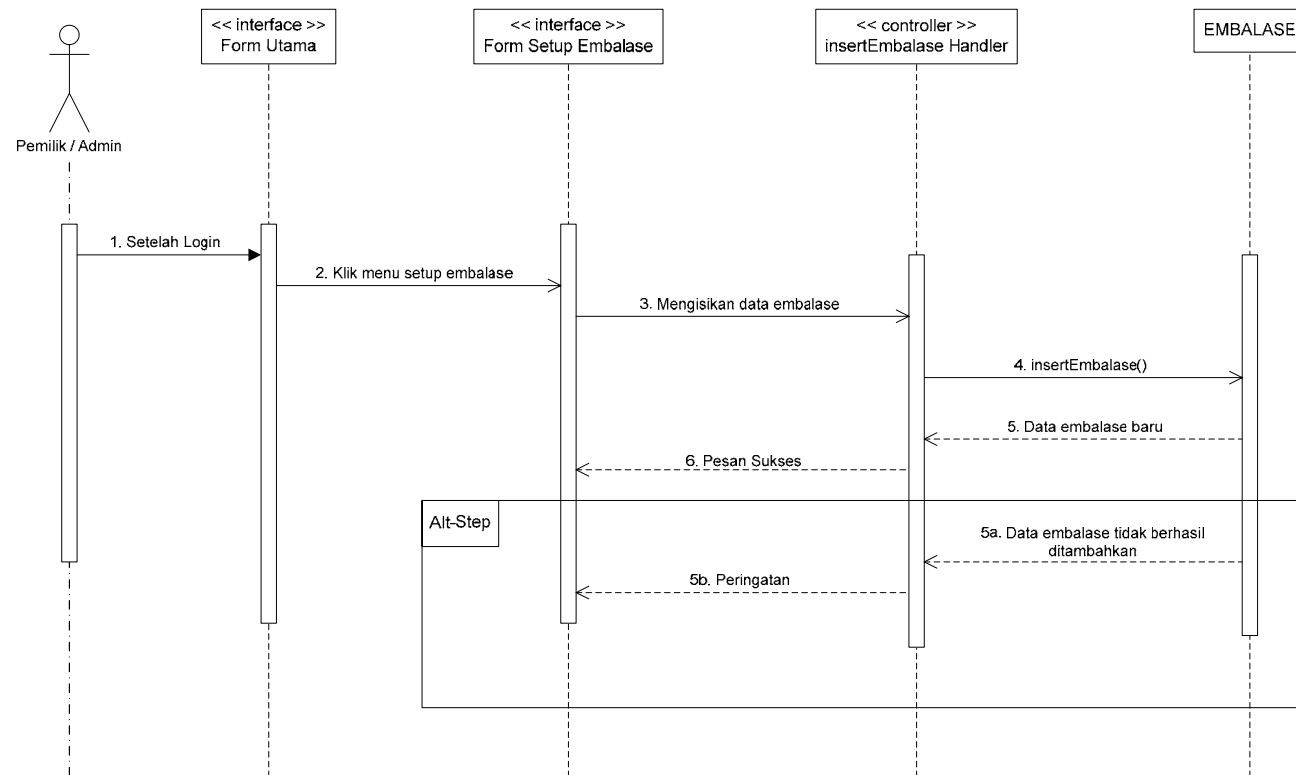 << interface >>
Form Utama
<< interface >>
Form Setup Embalase
<< controller >>
insertEmbalase Handler
EMBALASE
Pemilik / Admin
1. Setelah Login
2. Klik menu setup embalase
3. Mengisikan data embalase
4. insertEmbalase()
5. Data embalase baru
6. Pesan Sukses
Alt-Step
5a. Data embalase tidak berhasil
ditambahkan
5b. Peringatan